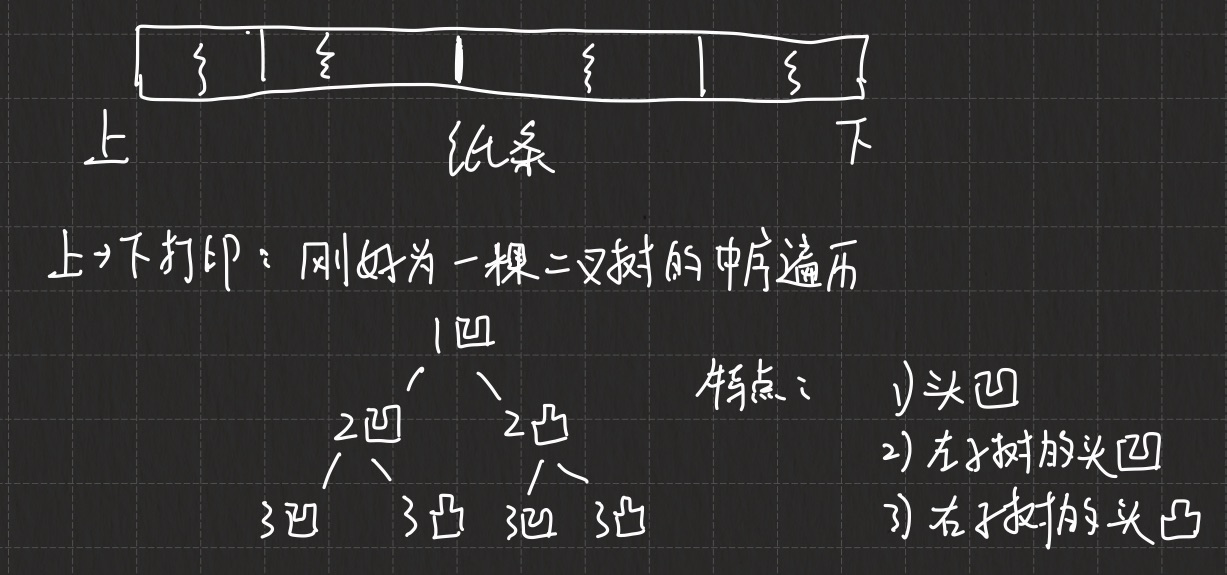 上 纸条 下
上→下打印：刚好为一棵二叉树的中序遍历
1凹
特点： 1)头凹
2凹 2凸
2)左子树的头凹
3凹 3凸 3凹 3凸
3)右子树的头凸